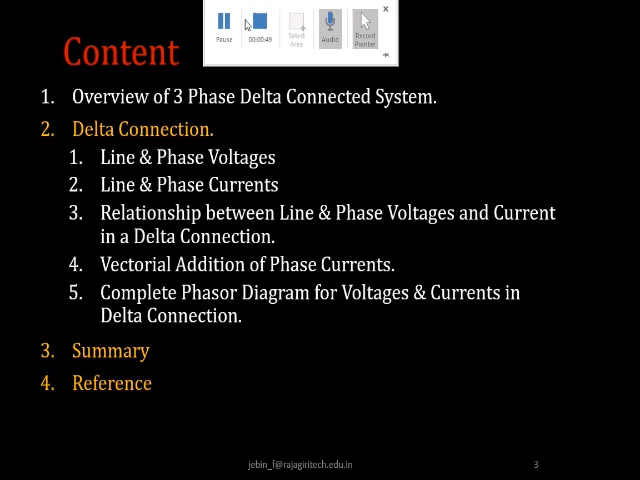 Pause
00:00:49
Select Area
Audio
Record Pointer
Content
1. Overview of 3 Phase Delta Connected System.
2. Delta Connection.
1. Line & Phase Voltages
2. Line & Phase Currents
3. Relationship between Line & Phase Voltages and Current
in a Delta Connection.
4. Vectorial Addition of Phase Currents.
5. Complete Phasor Diagram for Voltages & Currents in
Delta Connection.
3. Summary
4. Reference
jebin_f@rajagiritech.edu.in
3